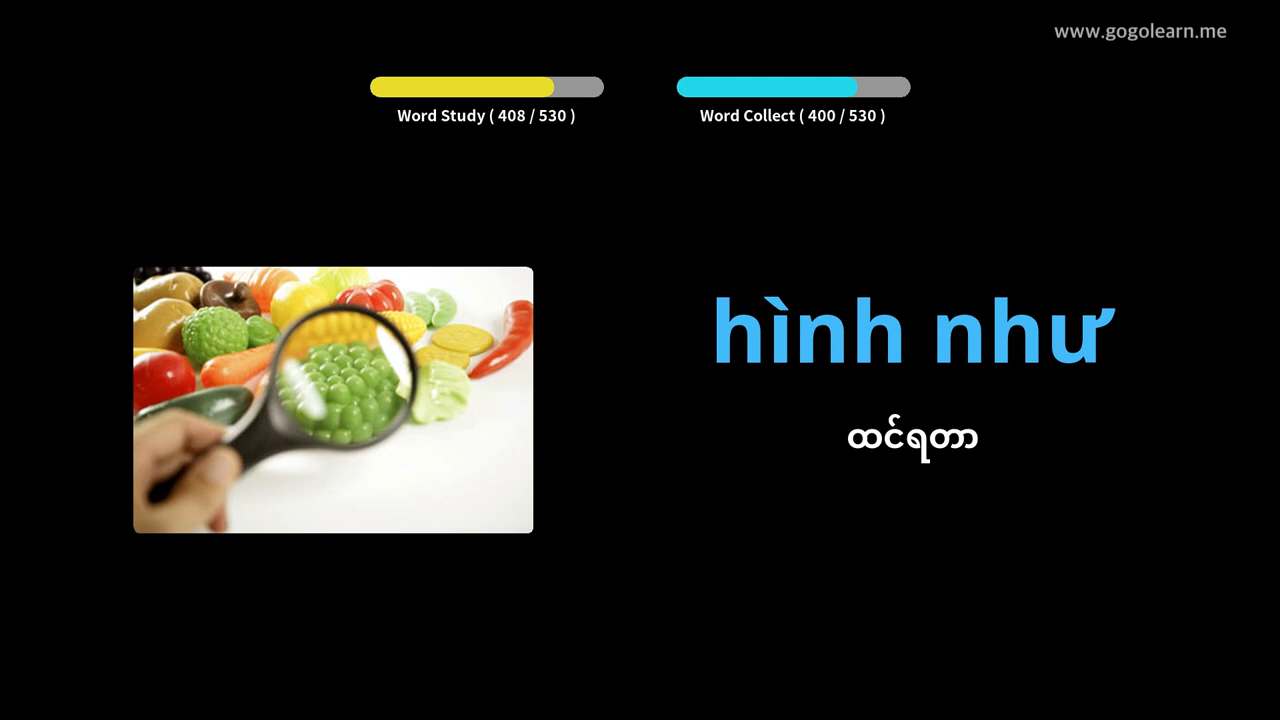 www.gogolearn.me
Word Study ( 408 / 530 )
Word Collect ( 400 / 530 )
hình như
ထင်ရတာ